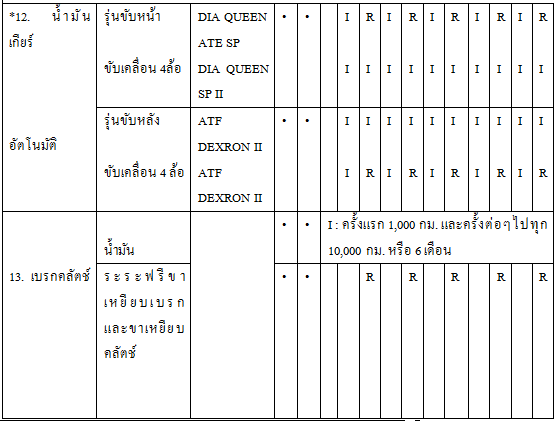 *12. น้ำมัน รุ่นขับหน้า DIA QUEEN • • I R I R I R I R I R
เกียร์ ATE SP
ขับเคลื่อน 4ล้อ DIA QUEEN I I I I I I I I I I
SP II
รุ่นขับหลัง ATF • • I I I I I I I I I I
อัตโนมัติ DEXRON II
ขับเคลื่อน 4 ล้อ ATF I R I R I R I R I R
DEXRON II
• • I : ครั้งแรก 1,000 กม. และครั้งต่อๆ ไปทุก
น้ำมัน 10,000 กม. หรือ 6 เดือน
13. เบรกคลัตช์ ระระฟรีขา • • R R R R R
เหยียบเบรก
และขาเหยียบ
คลัตช์